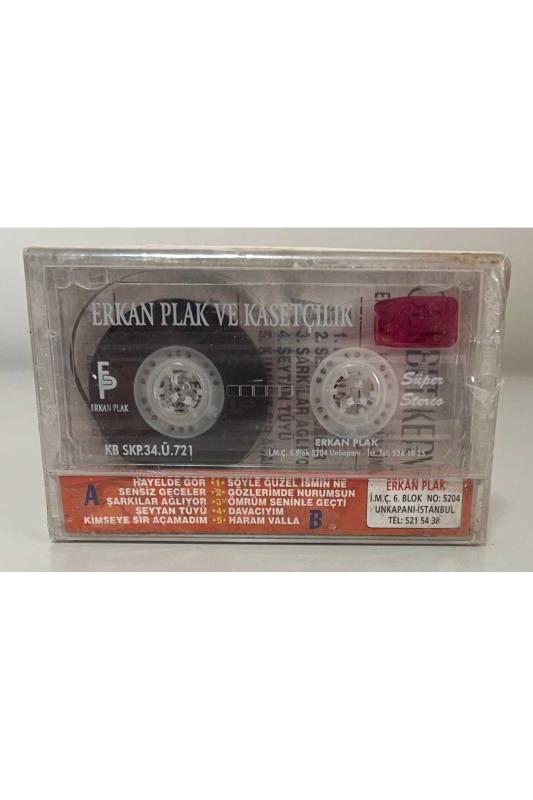 ERKAN PLAK VE KASETÇİLİK
Süper
Stereo
ERKAN PLAK
KB SKP.34.Ü.721
ERKAN PLAK
İ.M.Ç. 5.Blok 5204 Unkapanı - İst. Tel: 526 10 25
A
HAYELDE GÖR •1• SÖYLE GÜZEL İSMİN NE
SENSİZ GECELER •2• GÖZLERİMDE NURUMSUN
ŞARKILAR AĞLIYOR •3• ÖMRÜM SENİNLE GEÇTİ
ŞEYTAN TÜYÜ •4• DAVACIYIM
KİMSEYE SIR AÇAMADIM •5• HARAM VALLA
B
ERKAN PLAK
İ.M.Ç. 6. BLOK NO: 5204
UNKAPANI-İSTANBUL
TEL: 521 54 38